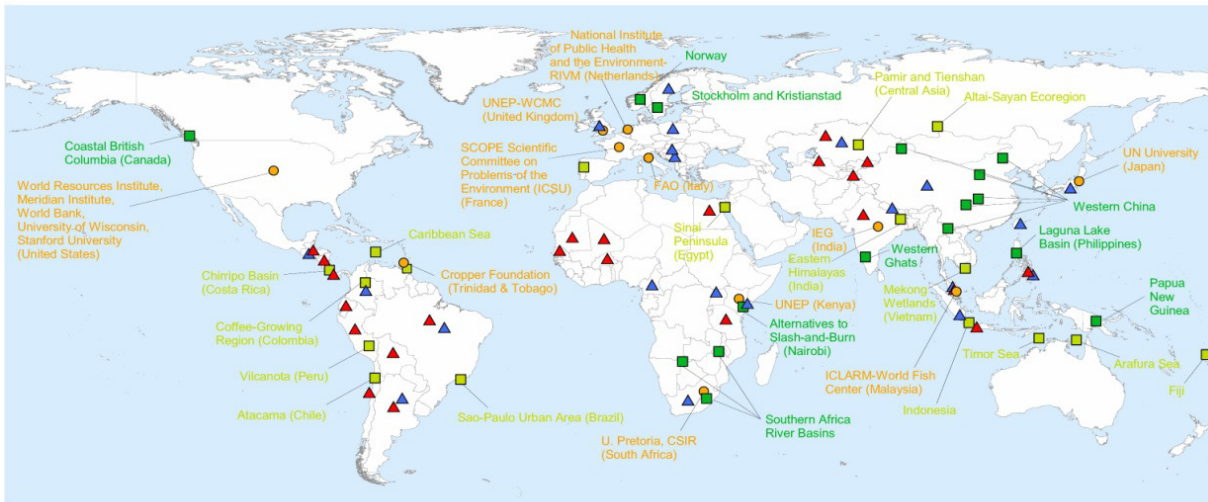 National Institute
of Public Health
and the Environment-
RIVM (Netherlands)
Norway
UNEP-WCMC
(United Kingdom)
Stockholm and Kristianstad
Pamir and Tienshan
(Central Asia)
Altai-Sayan Ecoregion
Coastal British
Columbia (Canada)
SCOPE Scientific
Committee on
Problems of the
Environment (ICSU)
(France)
FAO (Italy)
UN University
(Japan)
World Resources Institute,
Meridian Institute,
World Bank,
University of Wisconsin,
Stanford University
(United States)
Caribbean Sea
Sinai
Peninsula
(Egypt)
IEG
(India)
Western China
Eastern
Himalayas
(India)
Western
Ghats
Laguna Lake
Basin (Philippines)
Chirripo Basin
(Costa Rica)
Cropper Foundation
(Trinidad & Tobago)
UNEP (Kenya)
Mekong
Wetlands
(Vietnam)
Papua
New
Guinea
Coffee-Growing
Region (Colombia)
Alternatives to
Slash-and-Burn
(Nairobi)
Timor Sea
Arafura Sea
Vilcanota (Peru)
ICLARM-World Fish
Center (Malaysia)
Fiji
Atacama (Chile)
Sao-Paulo Urban Area (Brazil)
Southern Africa
River Basins
Indonesia
U. Pretoria, CSIR
(South Africa)